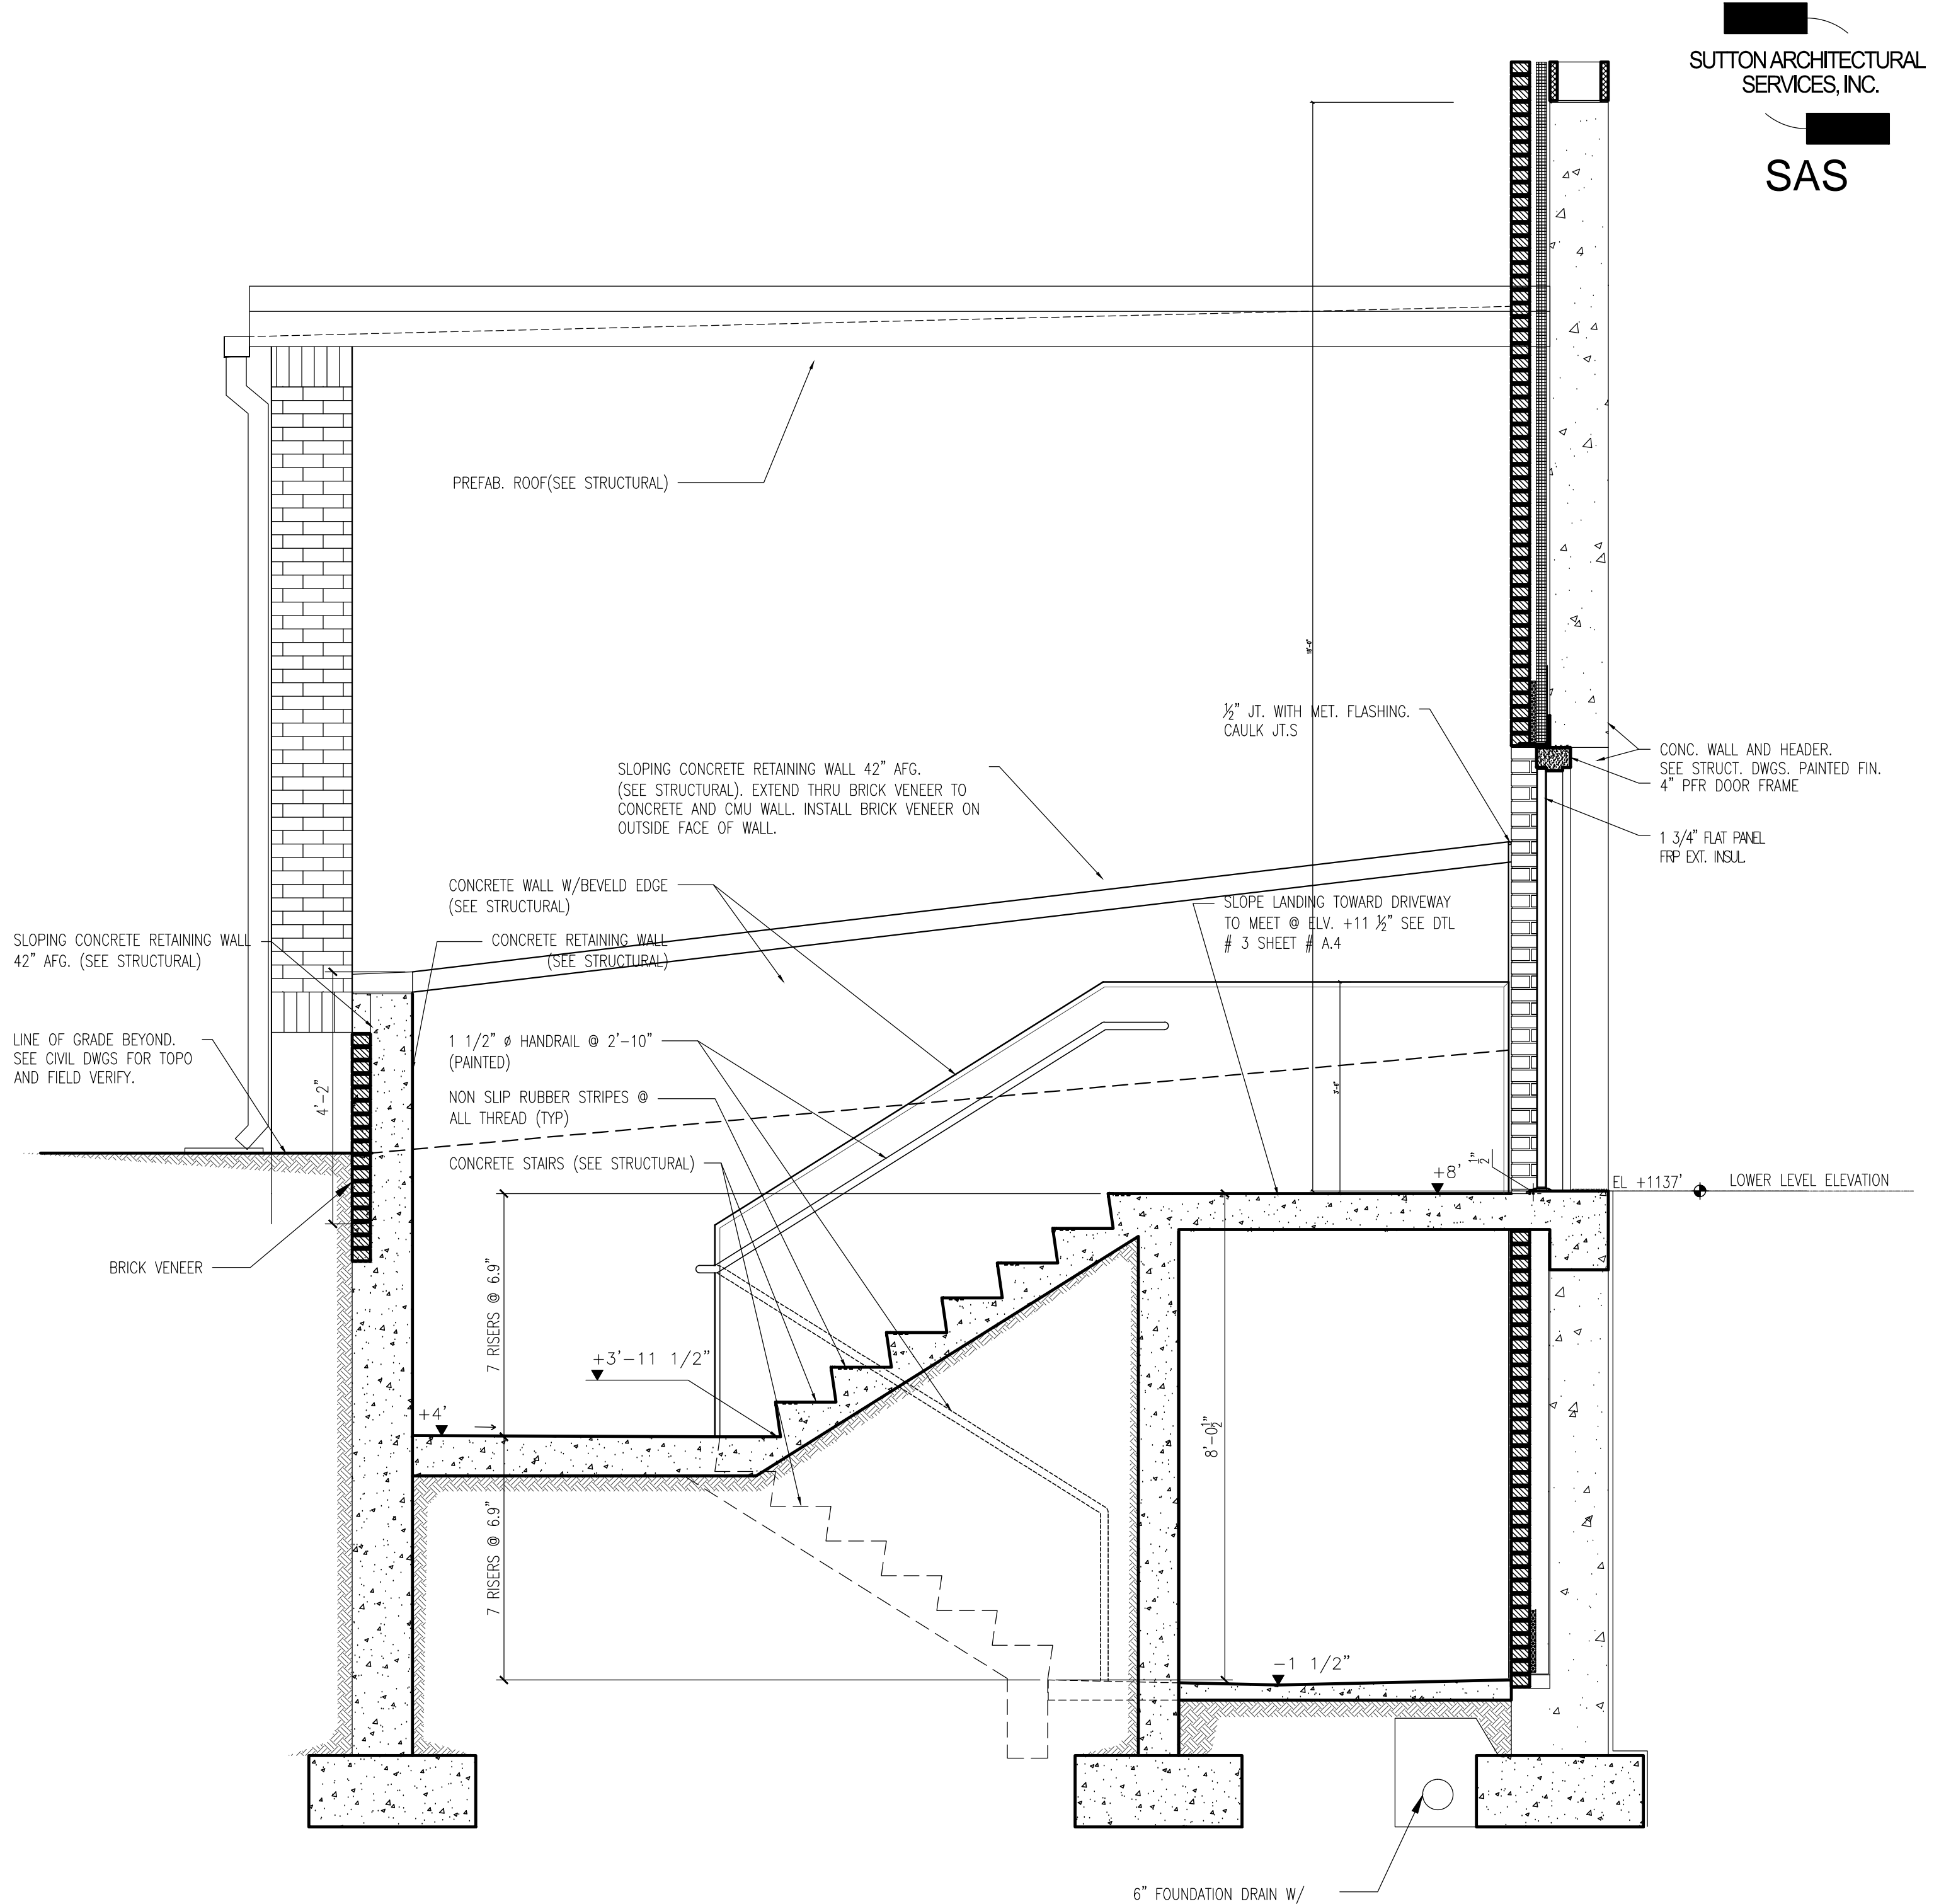 SUTTON ARCHITECTURAL
SERVICES, INC.
SAS
PREFAB. ROOF(SEE STRUCTURAL)
½" JT. WITH MET. FLASHING.
CAULK JT.S
CONC. WALL AND HEADER.
SEE STRUCT. DWGS. PAINTED FIN.
4" PFR DOOR FRAME
1 3/4" FLAT PANEL
FRP EXT. INSUL.
SLOPING CONCRETE RETAINING WALL 42" AFG.
(SEE STRUCTURAL). EXTEND THRU BRICK VENEER TO
CONCRETE AND CMU WALL. INSTALL BRICK VENEER ON
OUTSIDE FACE OF WALL.
CONCRETE WALL W/BEVELD EDGE
(SEE STRUCTURAL)
SLOPE LANDING TOWARD DRIVEWAY
TO MEET @ ELV. +11 ½" SEE DTL
# 3 SHEET # A.4
SLOPING CONCRETE RETAINING WALL
42" AFG. (SEE STRUCTURAL)
CONCRETE RETAINING WALL
(SEE STRUCTURAL)
LINE OF GRADE BEYOND.
SEE CIVIL DWGS FOR TOPO
AND FIELD VERIFY.
4'-2"
1 1/2" ø HANDRAIL @ 2'-10"
(PAINTED)
NON SLIP RUBBER STRIPES @
ALL THREAD (TYP)
CONCRETE STAIRS (SEE STRUCTURAL)
BRICK VENEER
+8'
½"
EL +1137'
LOWER LEVEL ELEVATION
7 RISERS @ 6.9"
+3'-11 1/2"
+4'
8'-0½"
7 RISERS @ 6.9"
-1 1/2"
6" FOUNDATION DRAIN W/